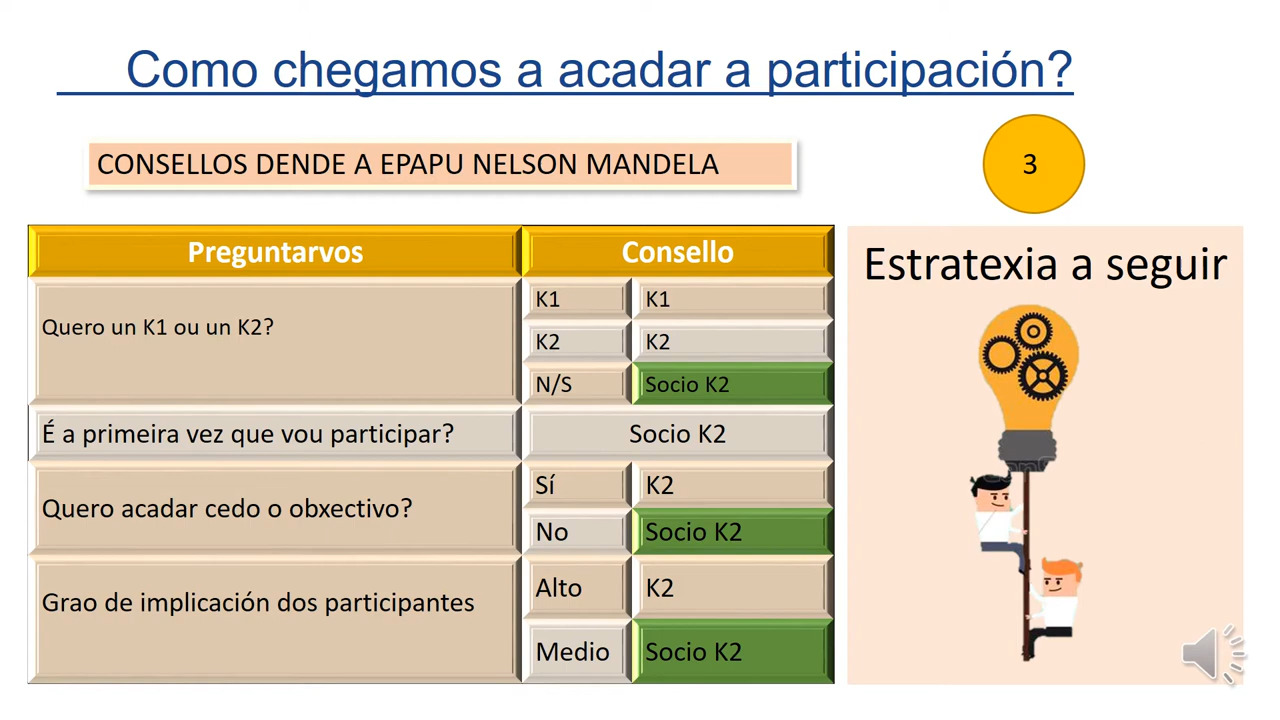 Como chegamos a acadar a participación?
CONSELLOS DENDE A EPAPU NELSON MANDELA
3
Preguntarvos
Consello
Quero un K1 ou un K2?
K1
K1
K2
K2
N/S
Socio K2
É a primeira vez que vou participar?
Socio K2
Quero acadar cedo o obxectivo?
Sí
K2
No
Socio K2
Grao de implicación dos participantes
Alto
K2
Medio
Socio K2
Estratexia a seguir